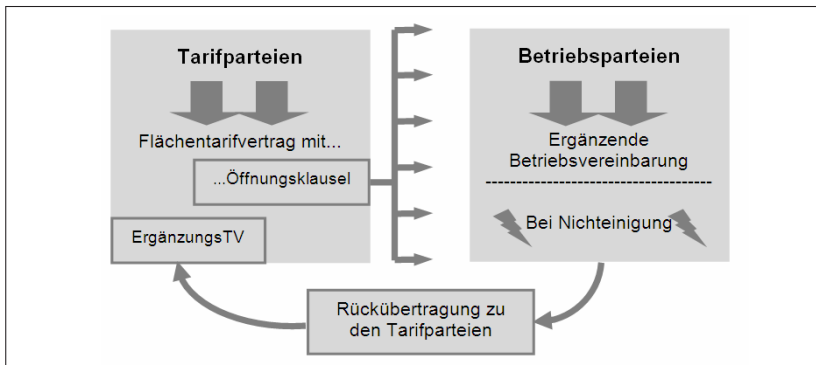 Tarifparteien
Flächentarifvertrag mit...
...Öffnungsklausel
ErgänzungsTV
Betriebsparteien
Ergänzende
Betriebsvereinbarung
Bei Nichteinigung
Rückübertragung zu
den Tarifparteien